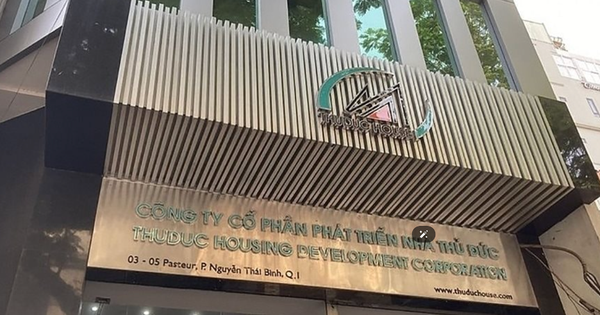 THUDUC HOUSE
CÔNG TY CỔ PHẦN PHÁT TRIỂN NHÀ THỦ ĐỨC
THUDUC HOUSING DEVELOPMENT CORPORATION
03 - 05 Pasteur, P. Nguyễn Thái Bình, Q.1
www.thuduchouse.com